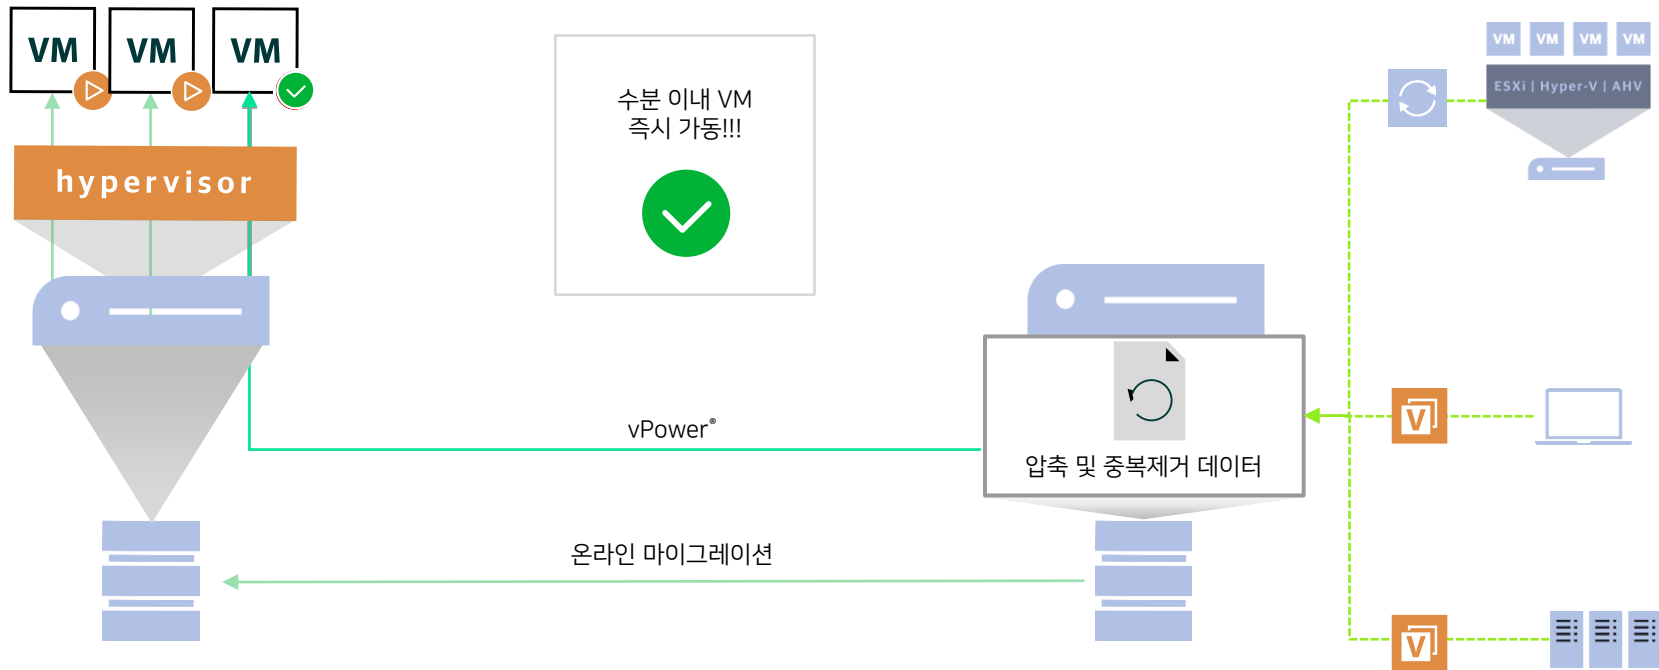 VM
VM
VM
hypervisor
수분 이내 VM
즉시 가동!!!
vPower®
온라인 마이그레이션
압축 및 중복제거 데이터
VM
VM
VM
VM
ESXi | Hyper-V | AHV
V
V